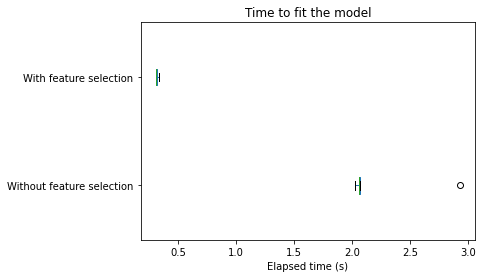 Time to fit the model
With feature selection
Without feature selection
0.5 1.0 1.5 2.0 2.5 3.0
Elapsed time (s)